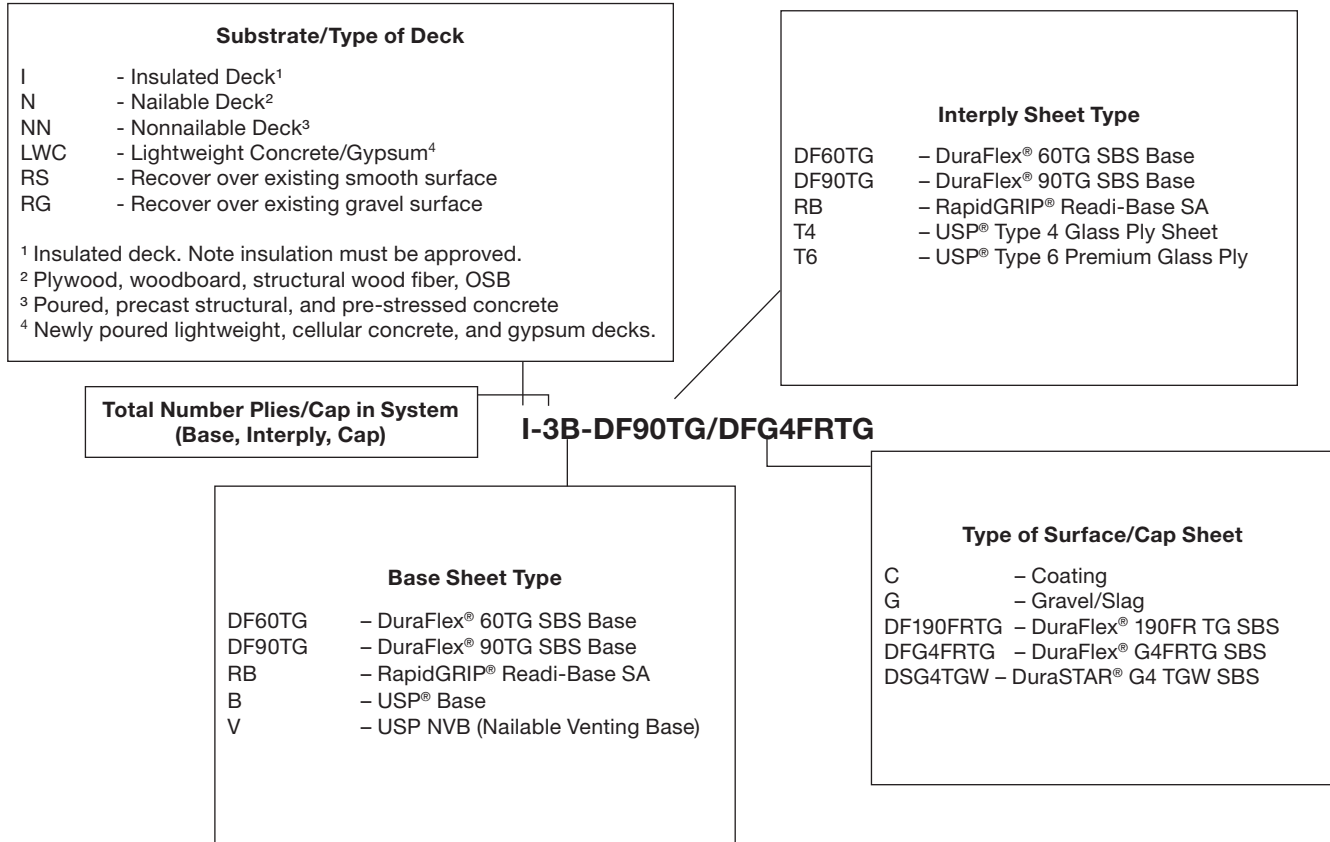 Substrate/Type of Deck
I - Insulated Deck¹
N - Nailable Deck²
NN - Nonnailable Deck³
LWC - Lightweight Concrete/Gypsum⁴
RS - Recover over existing smooth surface
RG - Recover over existing gravel surface
¹ Insulated deck. Note insulation must be approved.
² Plywood, woodboard, structural wood fiber, OSB
³ Poured, precast structural, and pre-stressed concrete
⁴ Newly poured lightweight, cellular concrete, and gypsum decks.
Interply Sheet Type
DF60TG – DuraFlex® 60TG SBS Base
DF90TG – DuraFlex® 90TG SBS Base
RB – RapidGRIP® Readi-Base SA
T4 – USP® Type 4 Glass Ply Sheet
T6 – USP® Type 6 Premium Glass Ply
Total Number Plies/Cap in System
(Base, Interply, Cap)
I-3B-DF90TG/DFG4FRTG
Base Sheet Type
DF60TG – DuraFlex® 60TG SBS Base
DF90TG – DuraFlex® 90TG SBS Base
RB – RapidGRIP® Readi-Base SA
B – USP® Base
V – USP NVB (Nailable Venting Base)
Type of Surface/Cap Sheet
C – Coating
G – Gravel/Slag
DF190FRTG – DuraFlex® 190FR TG SBS
DFG4FRTG – DuraFlex® G4FRTG SBS
DSG4TGW – DuraSTAR® G4 TGW SBS